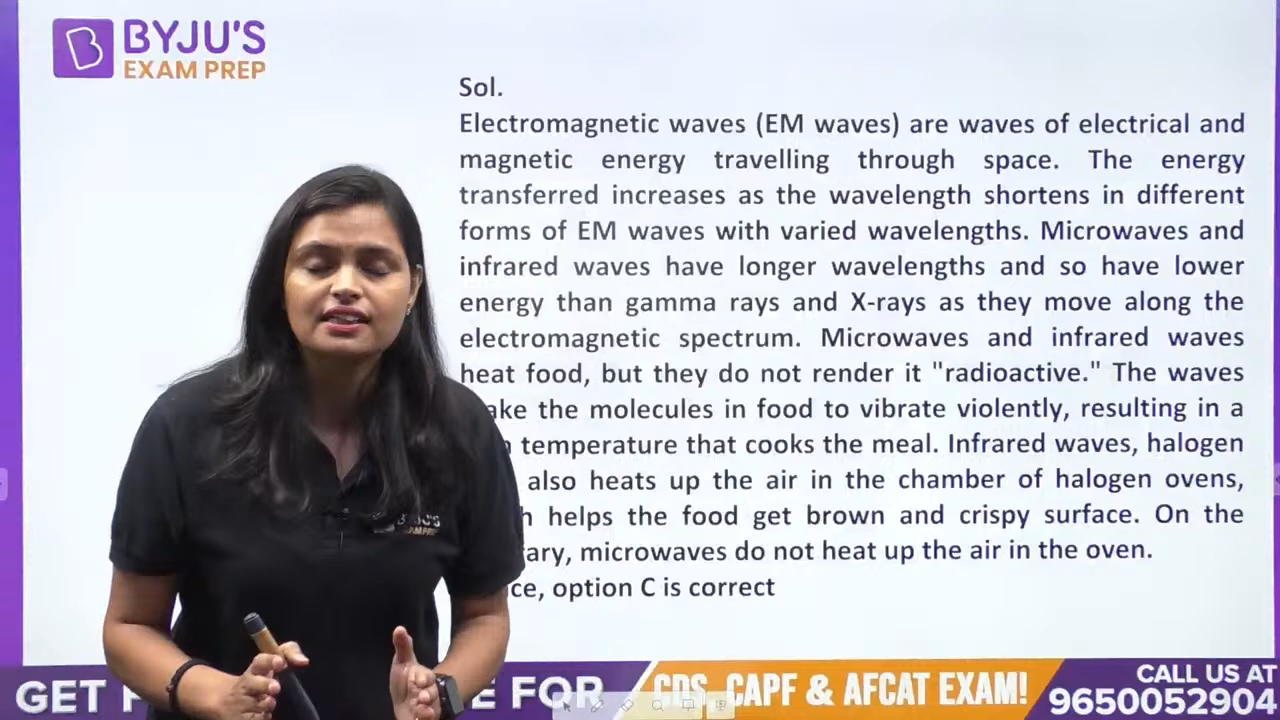 BYJU'S
EXAM PREP
Sol.
Electromagnetic waves (EM waves) are waves of electrical and
magnetic energy travelling through space. The energy
transferred increases as the wavelength shortens in different
forms of EM waves with varied wavelengths. Microwaves and
infrared waves have longer wavelengths and so have lower
energy than gamma rays and X-rays as they move along the
electromagnetic spectrum. Microwaves and infrared waves
heat food, but they do not render it "radioactive." The waves
the molecules in food to vibrate violently, resulting in a
temperature that cooks the meal. Infrared waves, halogen
also heats up the air in the chamber of halogen ovens,
helps the food get brown and crispy surface. On the
microwaves do not heat up the air in the oven.
option C is correct
BYJU'S
EXAM PREP
GET FOR
CDS, CAPF & AFCAT EXAM!
CALL US AT
9650052904